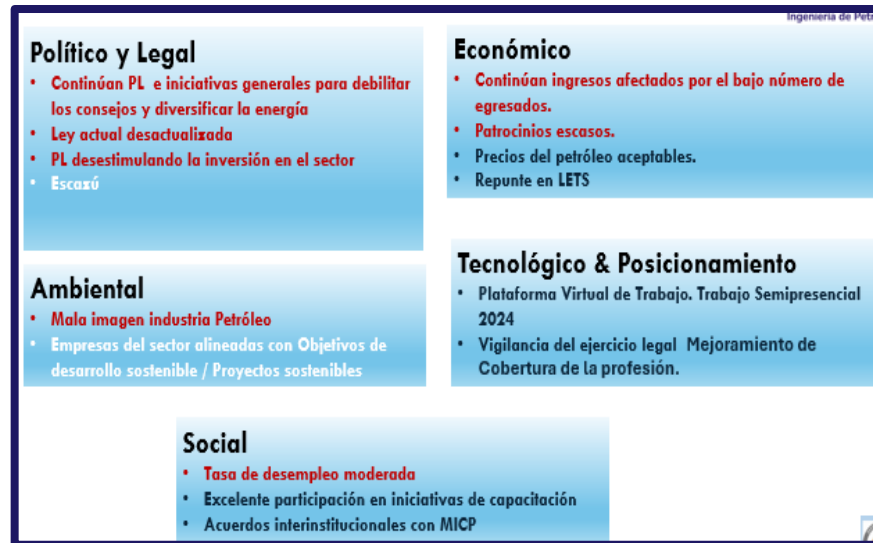 Ingeniería de Pet
Político y Legal
• Continúan PL e iniciativas generales para debilitar
los consejos y diversificar la energía
• Ley actual desactualizada
• PL desestimulando la inversión en el sector
• Escazú
Económico
• Continúan ingresos afectados por el bajo número de
egresados.
• Patrocinios escasos.
• Precios del petróleo aceptables.
• Repunte en LETS
Ambiental
• Mala imagen industria Petróleo
• Empresas del sector alineadas con Objetivos de
desarrollo sostenible / Proyectos sostenibles
Tecnológico & Posicionamiento
• Plataforma Virtual de Trabajo. Trabajo Semipresencial
2024
• Vigilancia del ejercicio legal Mejoramiento de
Cobertura de la profesión.
Social
• Tasa de desempleo moderada
• Excelente participación en iniciativas de capacitación
• Acuerdos interinstitucionales con MICP